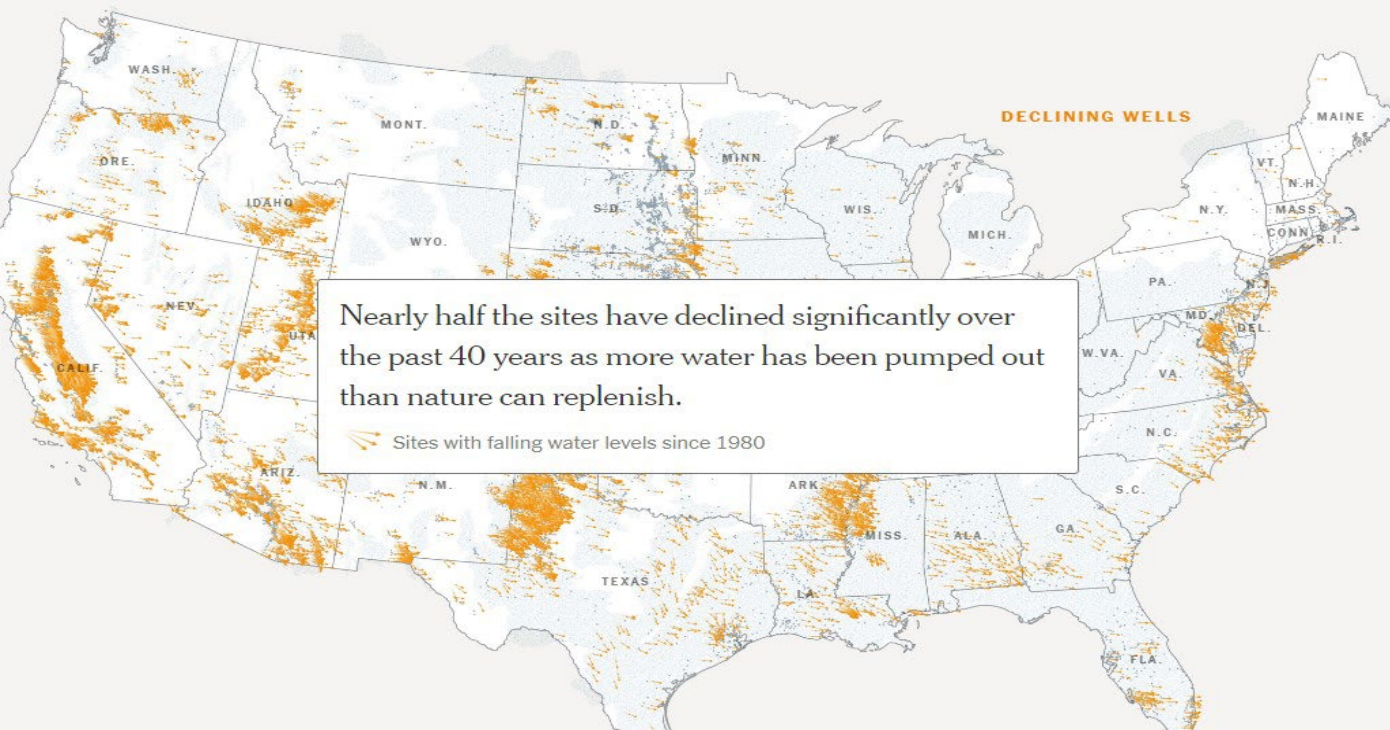 DECLINING WELLS
WASH.
MONT.
N.D.
MINN.
MAINE
ORE.
VT.
N.H.
IDAHO
S.D.
WIS.
N.Y.
MASS.
WYO.
MICH.
CONN.
R.I.
NEV.
PA.
N.J.
UTA
MD.
DEL.
CALIF.
W.VA.
VA.
Nearly half the sites have declined significantly over
the past 40 years as more water has been pumped out
than nature can replenish.
Sites with falling water levels since 1980
N.C.
ARIZ.
N.M.
ARK.
S.C.
MISS.
ALA.
GA.
TEXAS
LA.
FLA.